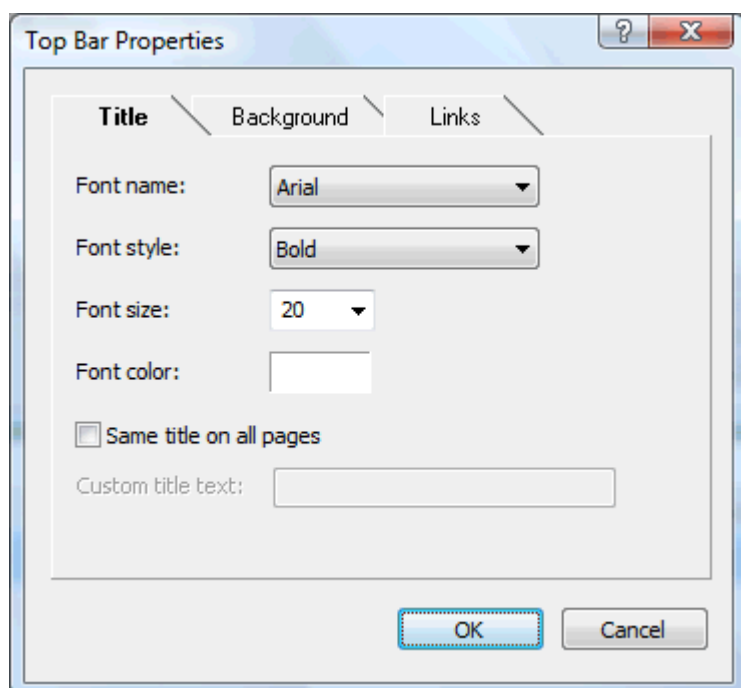 Top Bar Properties
?
Title Background Links
Font name: Arial
Font style: Bold
Font size: 20
Font color:
Same title on all pages
Custom title text:
OK Cancel